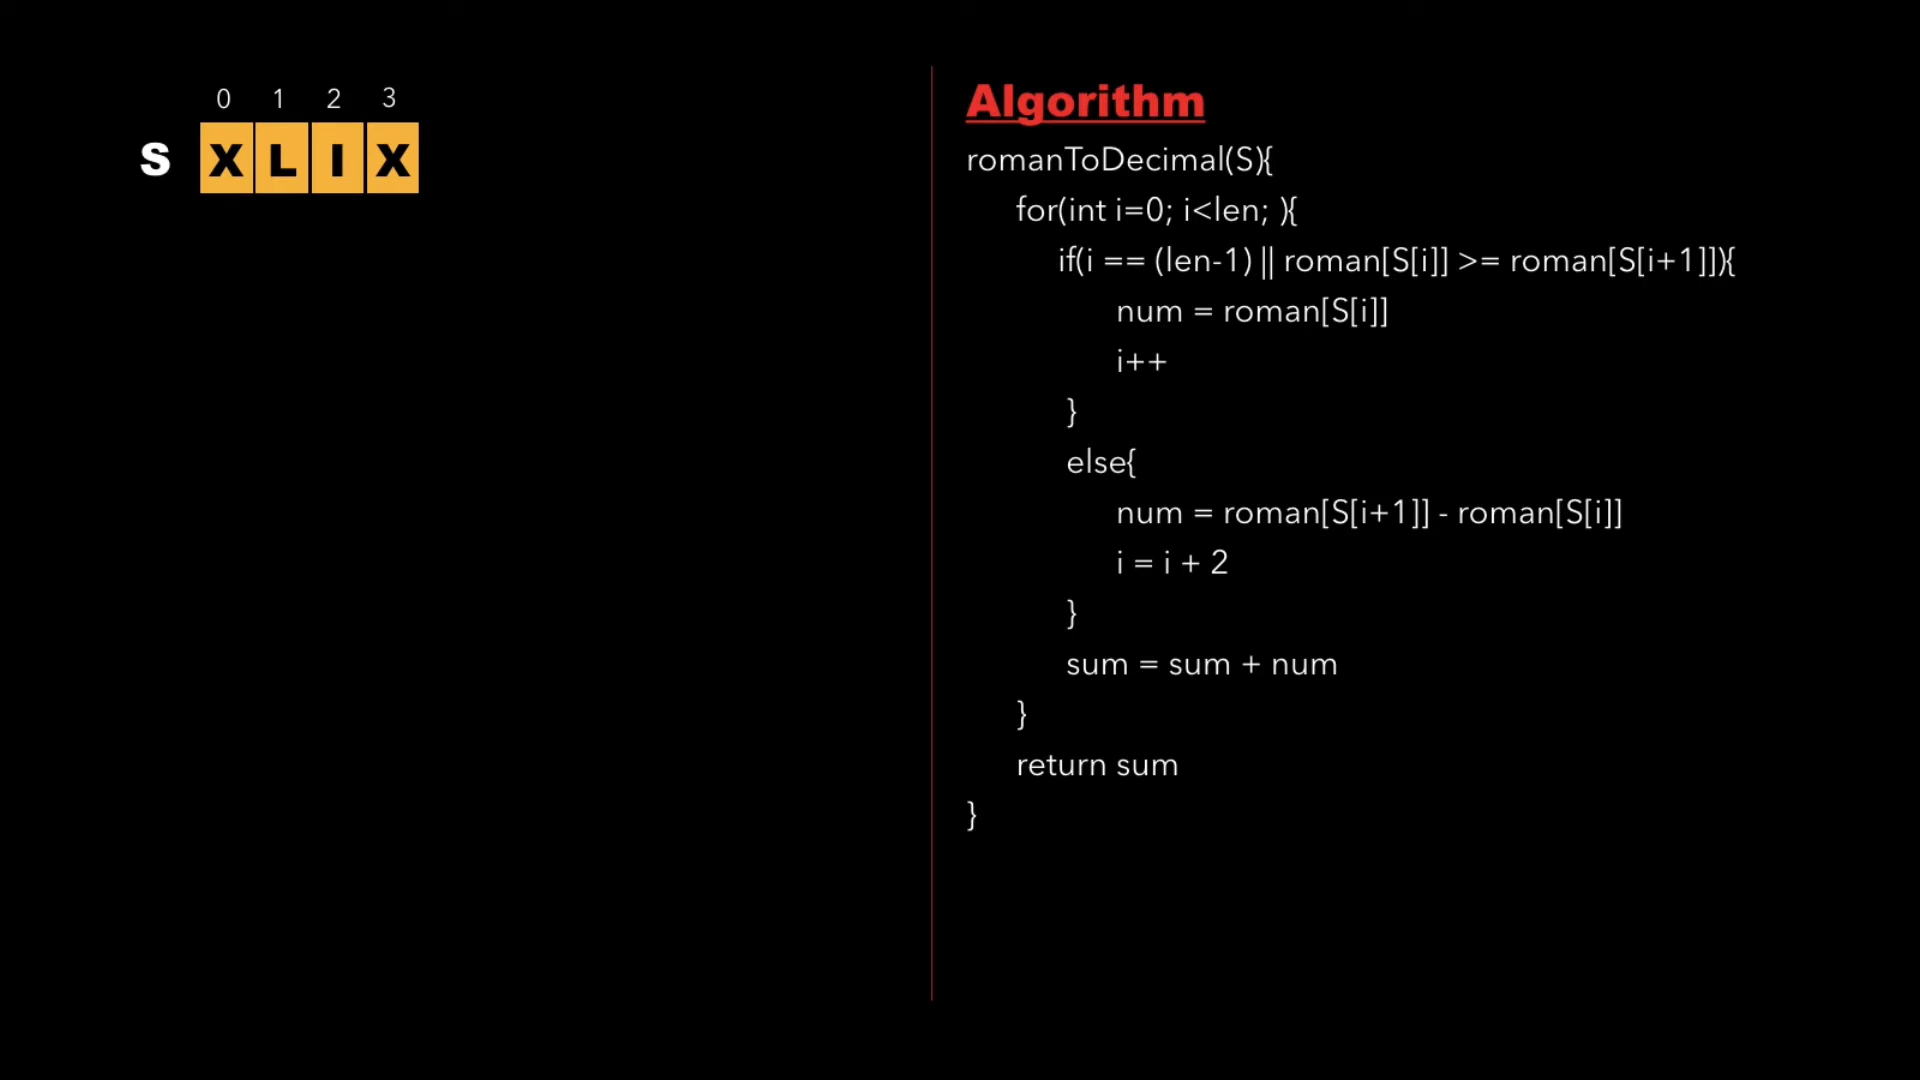 0 1 2 3
S X L I X
Algorithm
romanToDecimal(S){
for(int i=0; i<len; ){
if(i == (len-1) || roman[S[i]] >= roman[S[i+1]]){
num = roman[S[i]]
i++
}
else{
num = roman[S[i+1]] - roman[S[i]]
i = i + 2
}
sum = sum + num
}
return sum
}